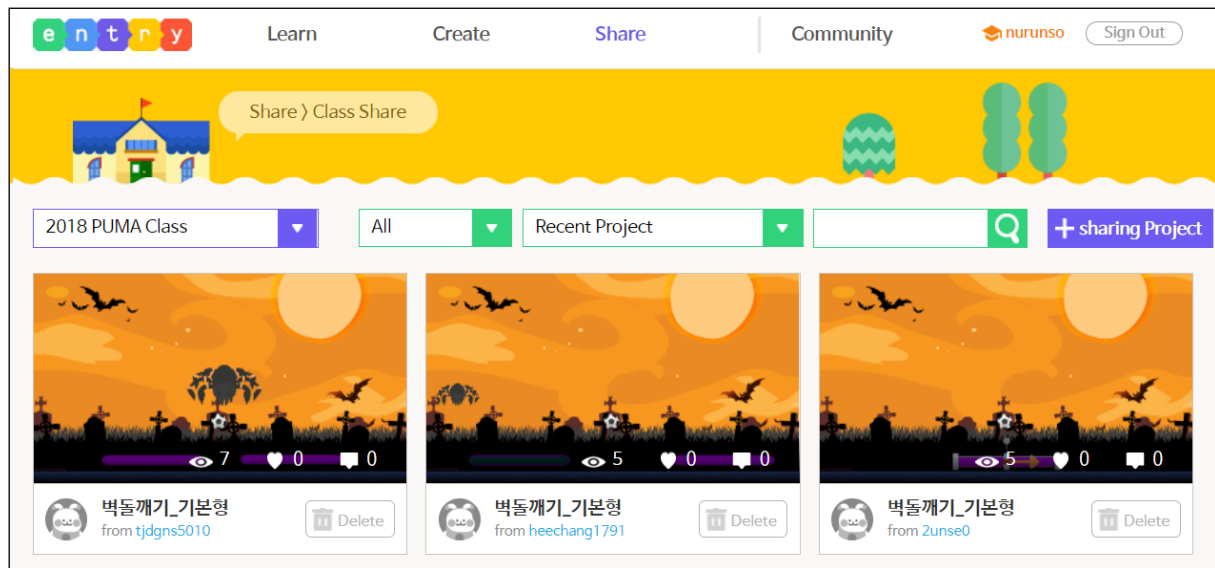 entry Learn Create Share Community nurunso Sign Out
Share > Class Share
2018 PUMA Class All Recent Project + sharing Project
7 0 0 5 0 0 5 0 0
벽돌깨기_기본형 Delete 벽돌깨기_기본형 Delete 벽돌깨기_기본형 Delete
from tjdgns5010 from heechang1791 from 2unse0